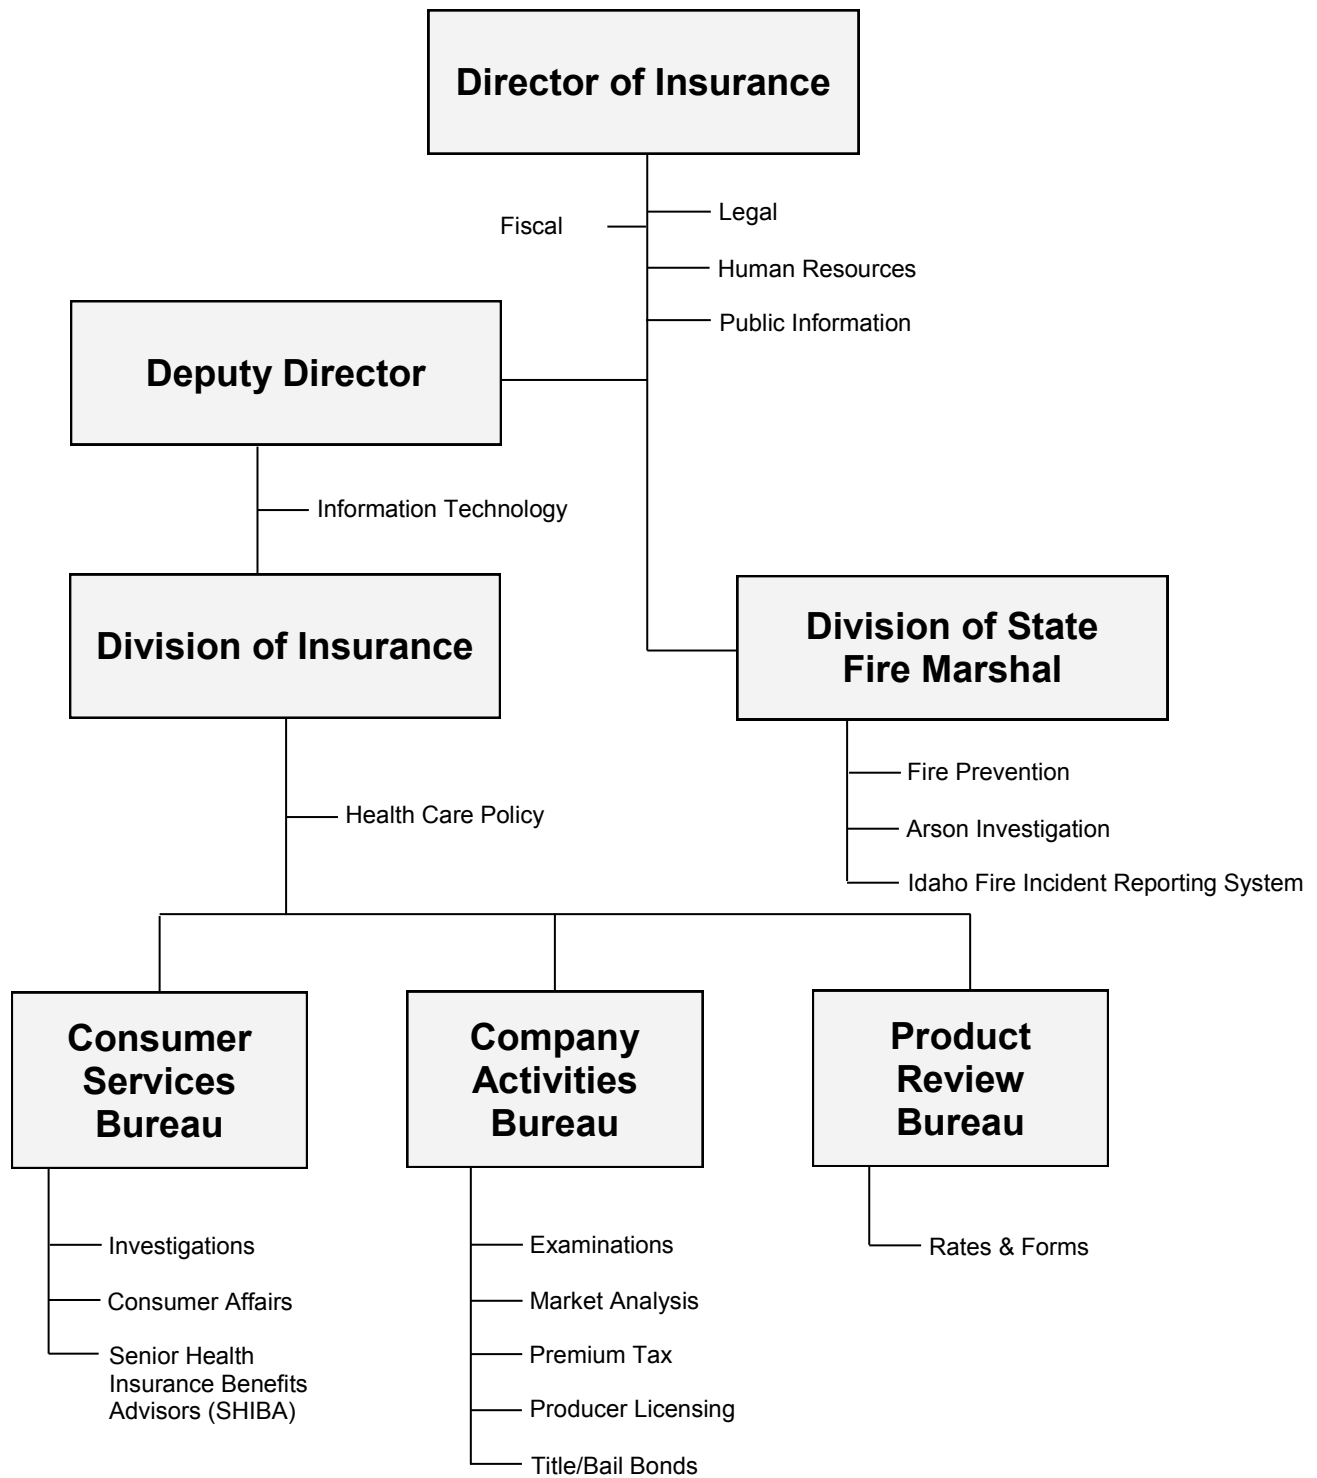 Director of Insurance
Legal
Fiscal
Human Resources
Public Information
Deputy Director
Information Technology
Division of Insurance
Division of State
Fire Marshal
Fire Prevention
Health Care Policy
Arson Investigation
Idaho Fire Incident Reporting System
Consumer
Services
Bureau
Company
Activities
Bureau
Product
Review
Bureau
Investigations
Consumer Affairs
Senior Health
Insurance Benefits
Advisors (SHIBA)
Examinations
Market Analysis
Premium Tax
Producer Licensing
Title/Bail Bonds
Rates & Forms